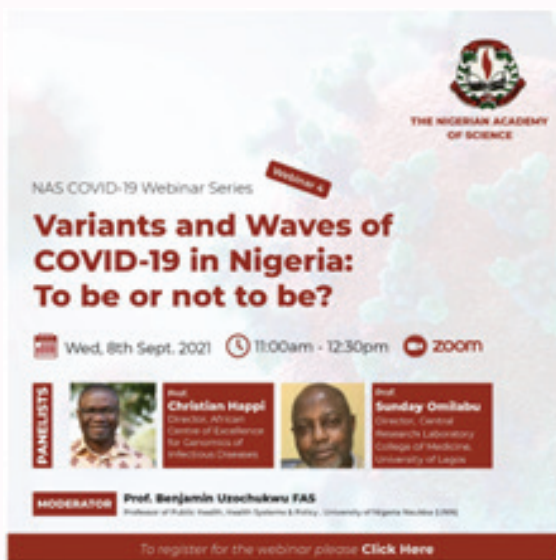 THE NIGERIAN ACADEMY
OF SCIENCE
NAS COVID-19 Webinar Series
Webinar 4
Variants and Waves of
COVID-19 in Nigeria:
To be or not to be?
Wed, 8th Sept. 2021
11:00am - 12:30pm
zoom
PANELISTS
Prof.
Christian Happi
Director, African
Centre of Excellence
for Genomics of
Infectious Diseases
Prof.
Sunday Omilabu
Director, Central
Research Laboratory
College of Medicine,
University of Lagos
MODERATOR
Prof. Benjamin Uzochukwu FAS
Professor of Public Health, Health Systems & Policy, University of Nigeria
To register for the webinar please Click Here